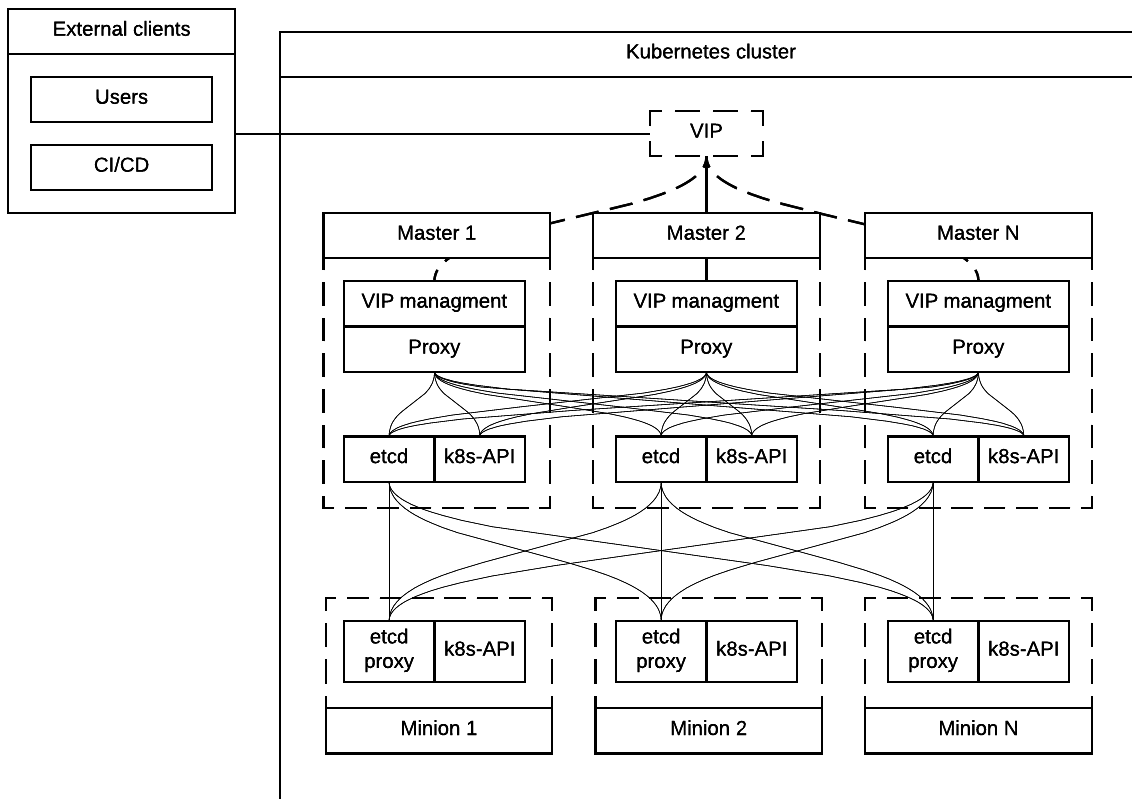 External clients
Users
CI/CD
Kubernetes cluster
VIP
Master 1
Master 2
Master N
VIP managment
VIP managment
VIP managment
Proxy
Proxy
Proxy
etcd
k8s-API
etcd
k8s-API
etcd
k8s-API
etcd
proxy
k8s-API
etcd
proxy
k8s-API
etcd
proxy
k8s-API
Minion 1
Minion 2
Minion N